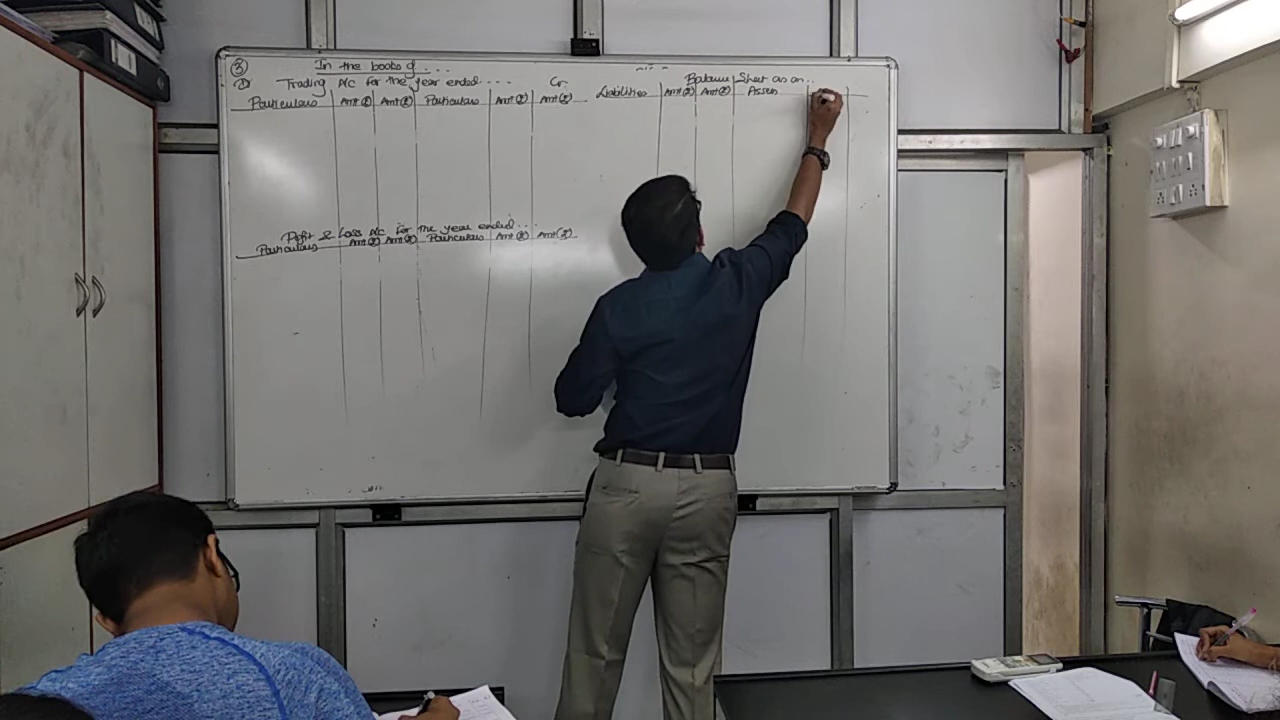 3
In the books of ...
1) Trading A/c for the year ended .... Cr
Particulars Amt(₹) Amt(₹) Particulars Amt(₹) Amt(₹)
Profit & Loss A/c for the year ended ...
Particulars Amt(₹) Amt(₹) Particulars Amt(₹) Amt(₹)
Balance Sheet as on ..
Liabilities Amt(₹) Amt(₹) Assets